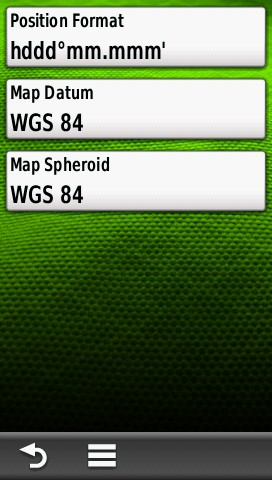 Position Format
hddd°mm.mmm'
Map Datum
WGS 84
Map Spheroid
WGS 84